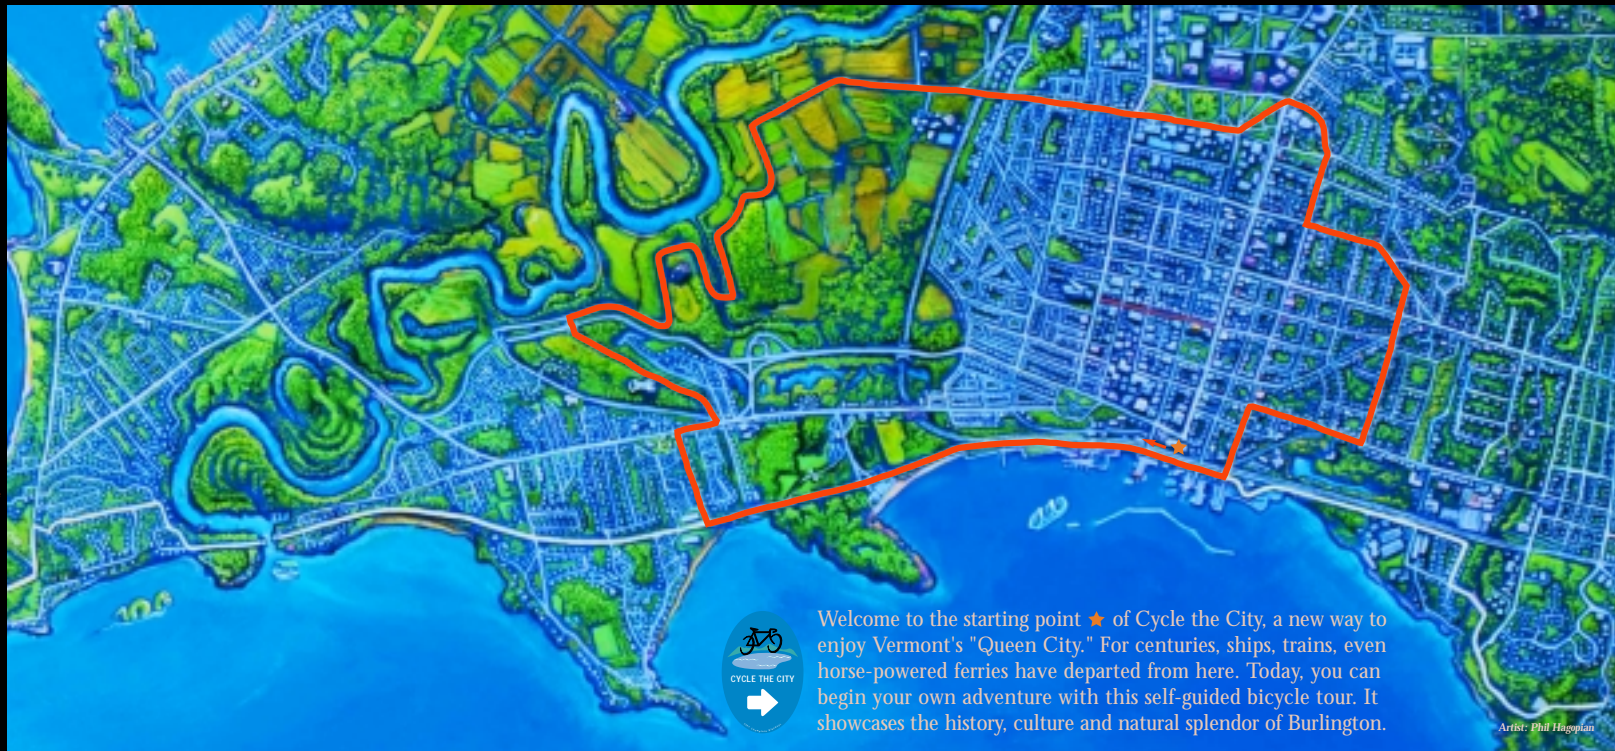 Welcome to the starting point ★ of Cycle the City, a new way to
enjoy Vermont's "Queen City." For centuries, ships, trains, even
horse-powered ferries have departed from here. Today, you can
begin your own adventure with this self-guided bicycle tour. It
showcases the history, culture and natural splendor of Burlington.
CYCLE THE CITY
Artist: Phil Hagopian